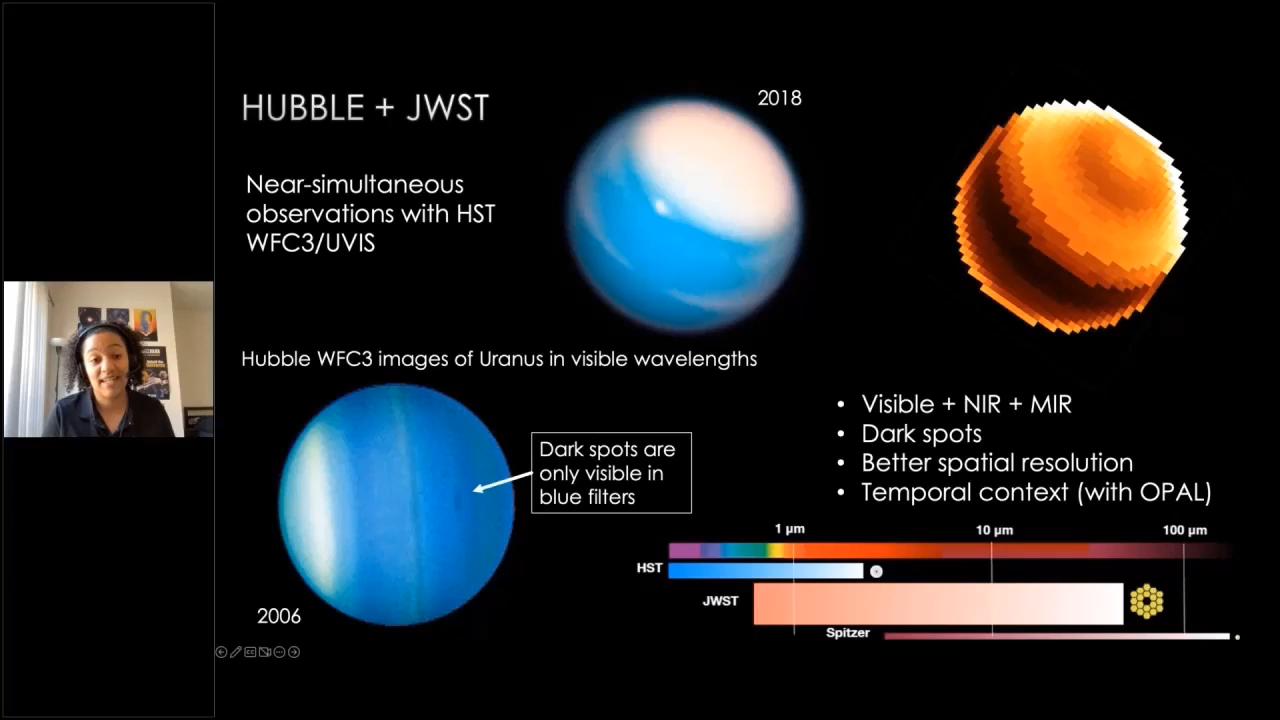 HUBBLE + JWST
2018
Near-simultaneous
observations with HST
WFC3/UVIS
Hubble WFC3 images of Uranus in visible wavelengths
Dark spots are
only visible in
blue filters
2006
• Visible + NIR + MIR
• Dark spots
• Better spatial resolution
• Temporal context (with OPAL)
1 µm
10 µm
100 µm
HST
JWST
Spitzer